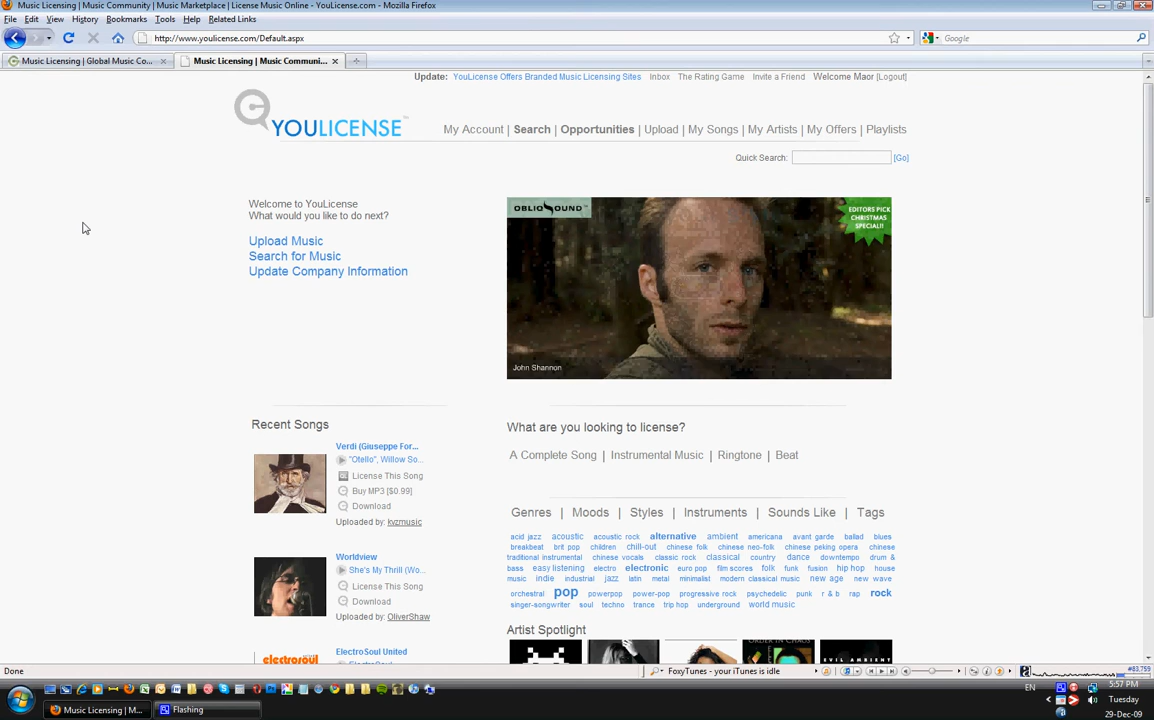 Music Licensing | Music Community | Music Marketplace | License Music Online - YouLicense.com - Mozilla Firefox
File Edit View History Bookmarks Tools Help Related Links
http://www.youlicense.com/Default.aspx
Google
Music Licensing | Global Music Co...
Music Licensing | Music Communi...
Update: YouLicense Offers Branded Music Licensing Sites Inbox The Rating Game Invite a Friend Welcome Maor [Logout]
YOULICENSE
My Account | Search | Opportunities | Upload | My Songs | My Artists | My Offers | Playlists
Quick Search: [Go]
Welcome to YouLicense
What would you like to do next?
Upload Music
Search for Music
Update Company Information
OBLIQSOUND
EDITORS PICK
CHRISTMAS
SPECIAL!!
John Shannon
Recent Songs
Verdi (Giuseppe For...
"Otello", Willow So...
License This Song
Buy MP3 [$0.99]
Download
Uploaded by: kyzmusic
Worldview
She's My Thrill (Wo...
License This Song
Download
Uploaded by: OliverShaw
electrosoul
ElectroSoul United
What are you looking to license?
A Complete Song | Instrumental Music | Ringtone | Beat
Genres | Moods | Styles | Instruments | Sounds Like | Tags
acid jazz acoustic acoustic rock alternative ambient americana avant garde ballad blues
breakbeat brit pop children chill-out chinese folk chinese neo-folk chinese peking opera chinese
traditional instrumental chinese vocals classic rock classical country dance downtempo drum &
bass easy listening electro electronic euro pop film scores folk funk fusion hip hop house
music indie industrial jazz latin metal minimalist modern classical music new age new wave
orchestral pop powerpop power-pop progressive rock psychedelic punk r & b rap rock
singer-songwriter soul techno trance trip hop underground world music
Artist Spotlight
ORDER IN CHAOS
EVIL AMBIENT
Done
FoxyTunes - your iTunes is idle
#83,759
Music Licensing | M...
Flashing
EN
5:57 PM
Tuesday
29-Dec-09